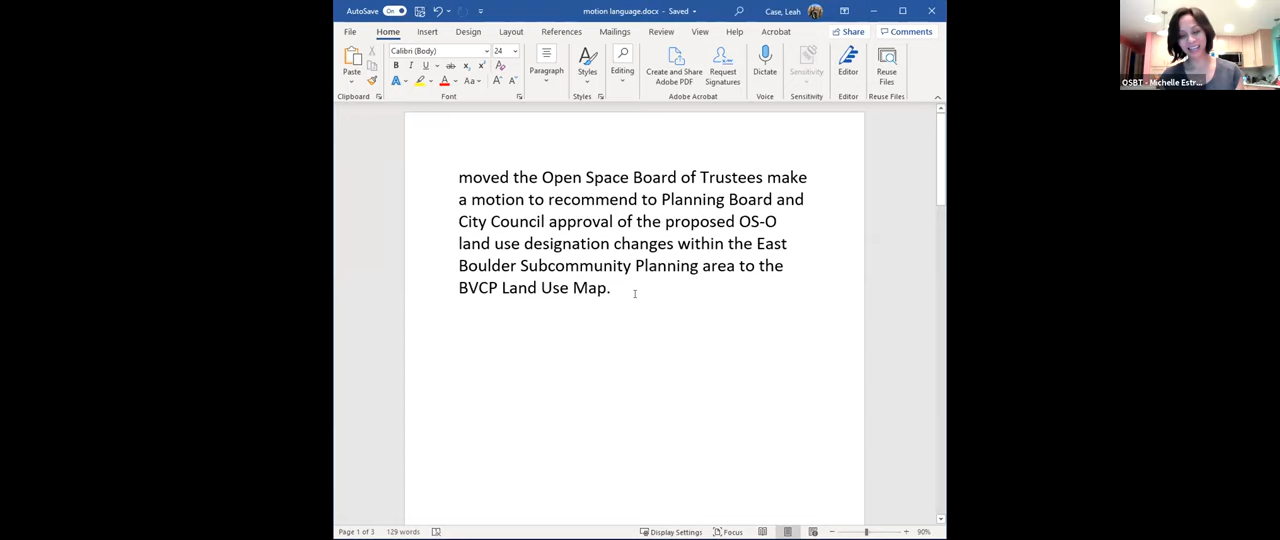 AutoSave On motion language.docx - Saved Case, Leah
File Home Insert Design Layout References Mailings Review View Help Acrobat Share Comments
Calibri (Body) 24
Paste Paragraph Styles Editing Create and Share Adobe PDF Request Signatures Dictate Sensitivity Editor Reuse Files
Clipboard Font Styles Adobe Acrobat Voice Sensitivity Editor Reuse Files
OSBT - Michelle Estr...
moved the Open Space Board of Trustees make
a motion to recommend to Planning Board and
City Council approval of the proposed OS-O
land use designation changes within the East
Boulder Subcommunity Planning area to the
BVCP Land Use Map.
Page 1 of 3 129 words Display Settings Focus 90%